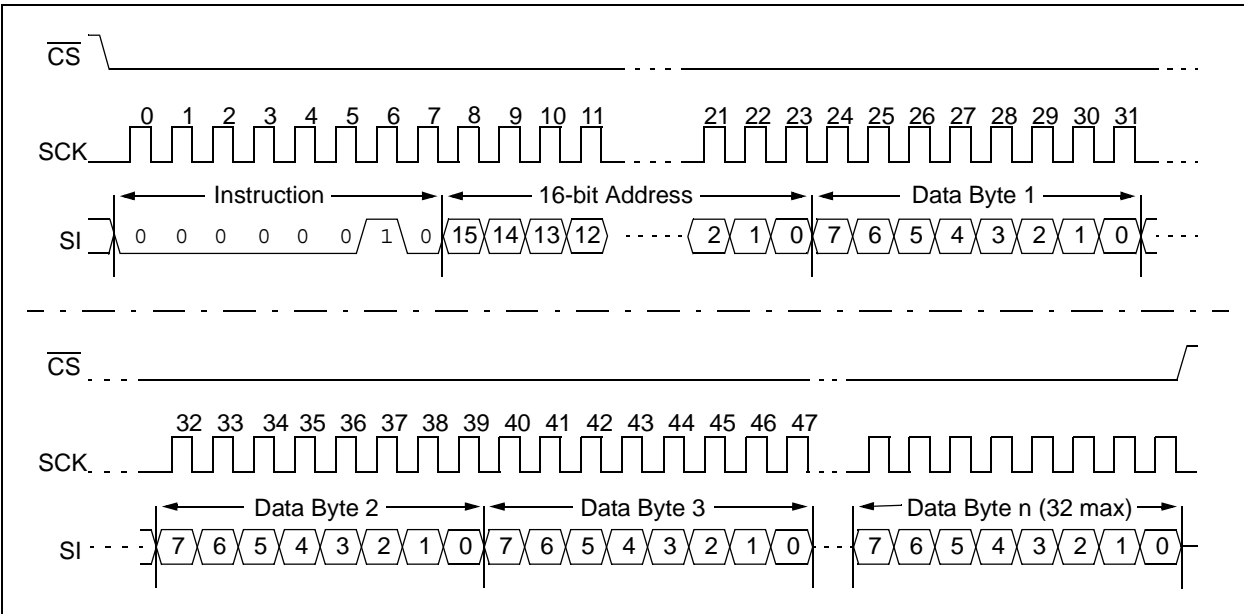 CS
0 1 2 3 4 5 6 7 8 9 10 11 21 22 23 24 25 26 27 28 29 30 31
SCK
Instruction 16-bit Address Data Byte 1
SI 0 0 0 0 0 0 1 0 15 14 13 12 2 1 0 7 6 5 4 3 2 1 0
CS
32 33 34 35 36 37 38 39 40 41 42 43 44 45 46 47
SCK
Data Byte 2 Data Byte 3 Data Byte n (32 max)
SI 7 6 5 4 3 2 1 0 7 6 5 4 3 2 1 0 7 6 5 4 3 2 1 0